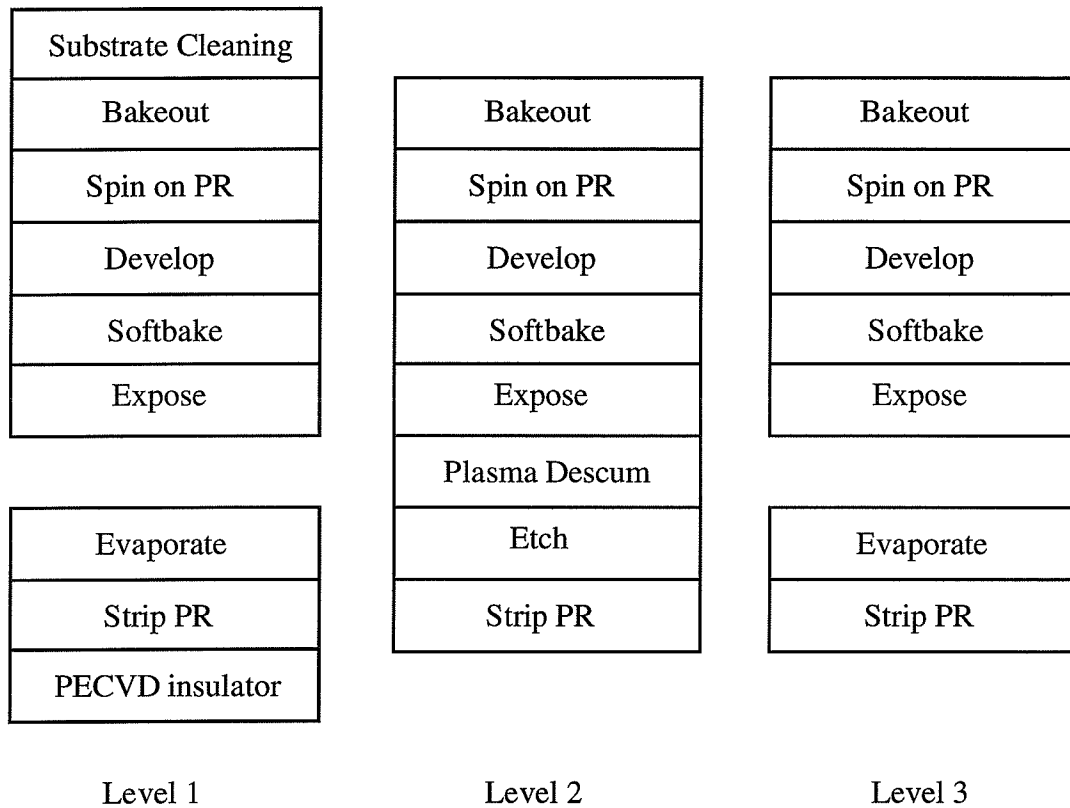 Substrate Cleaning
Bakeout
Spin on PR
Develop
Softbake
Expose
Evaporate
Strip PR
PECVD insulator
Level 1
Bakeout
Spin on PR
Develop
Softbake
Expose
Plasma Descum
Etch
Strip PR
Level 2
Bakeout
Spin on PR
Develop
Softbake
Expose
Evaporate
Strip PR
Level 3